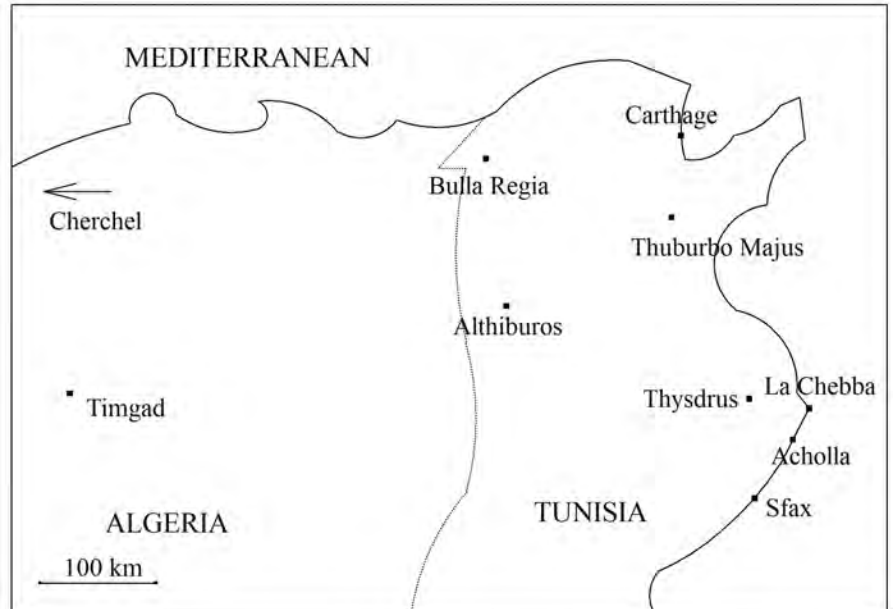 MEDITERRANEAN
Carthage
Bulla Regia
Cherchel
Thuburbo Majus
Althiburos
La Chebba
Thysdrus
Timgad
Acholla
Sfax
TUNISIA
ALGERIA
100 km